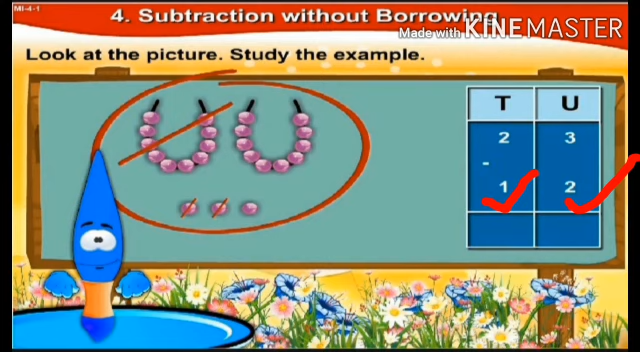 MI-4-1
4. Subtraction without Borrowing
Made with KINEMASTER
Look at the picture. Study the example.
T U
2 3
-
1 2